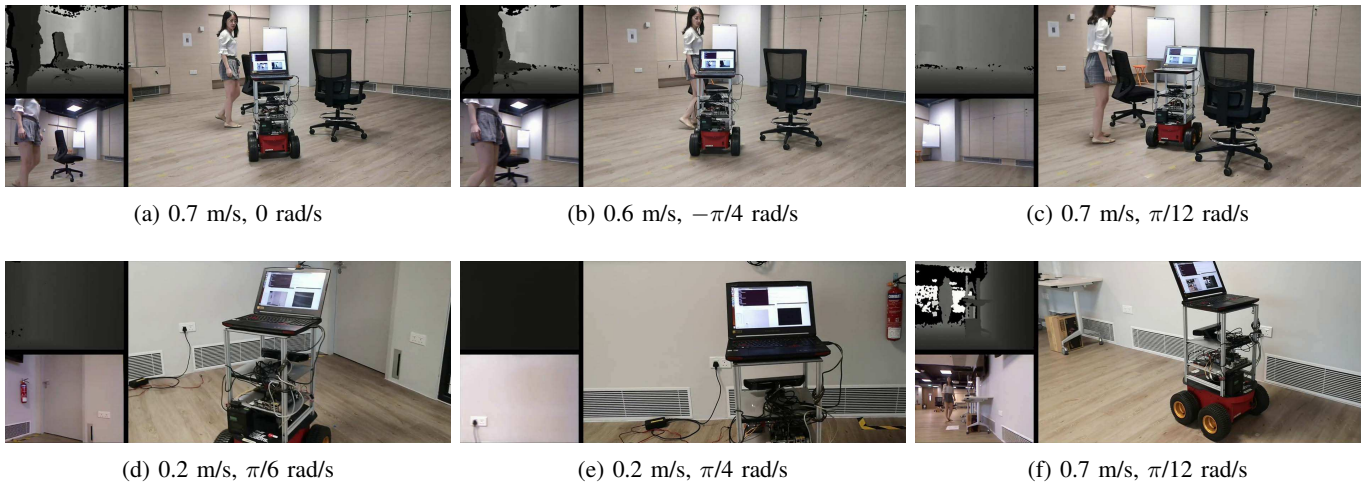 (a) 0.7 m/s, 0 rad/s
(b) 0.6 m/s, −π/4 rad/s
(c) 0.7 m/s, π/12 rad/s
(d) 0.2 m/s, π/6 rad/s
(e) 0.2 m/s, π/4 rad/s
(f) 0.7 m/s, π/12 rad/s